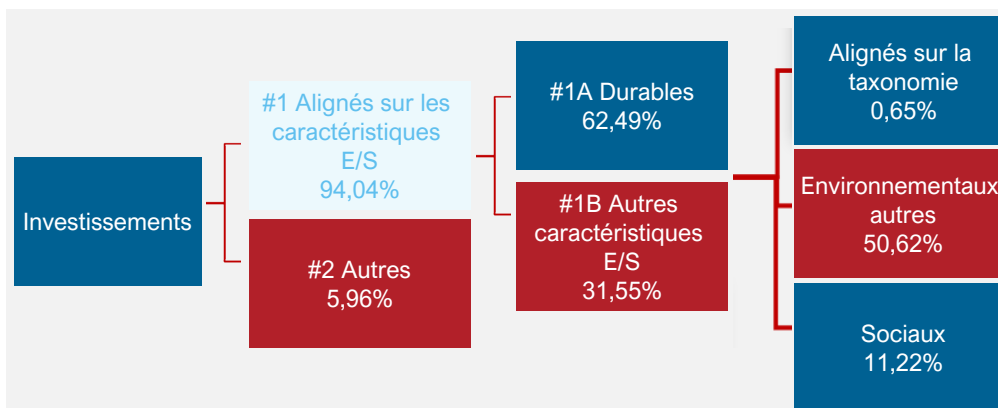 Investissements
#1 Alignés sur les
caractéristiques
E/S
94,04%
#2 Autres
5,96%
#1A Durables
62,49%
#1B Autres
caractéristiques
E/S
31,55%
Alignés sur la
taxonomie
0,65%
Environnementaux
autres
50,62%
Sociaux
11,22%